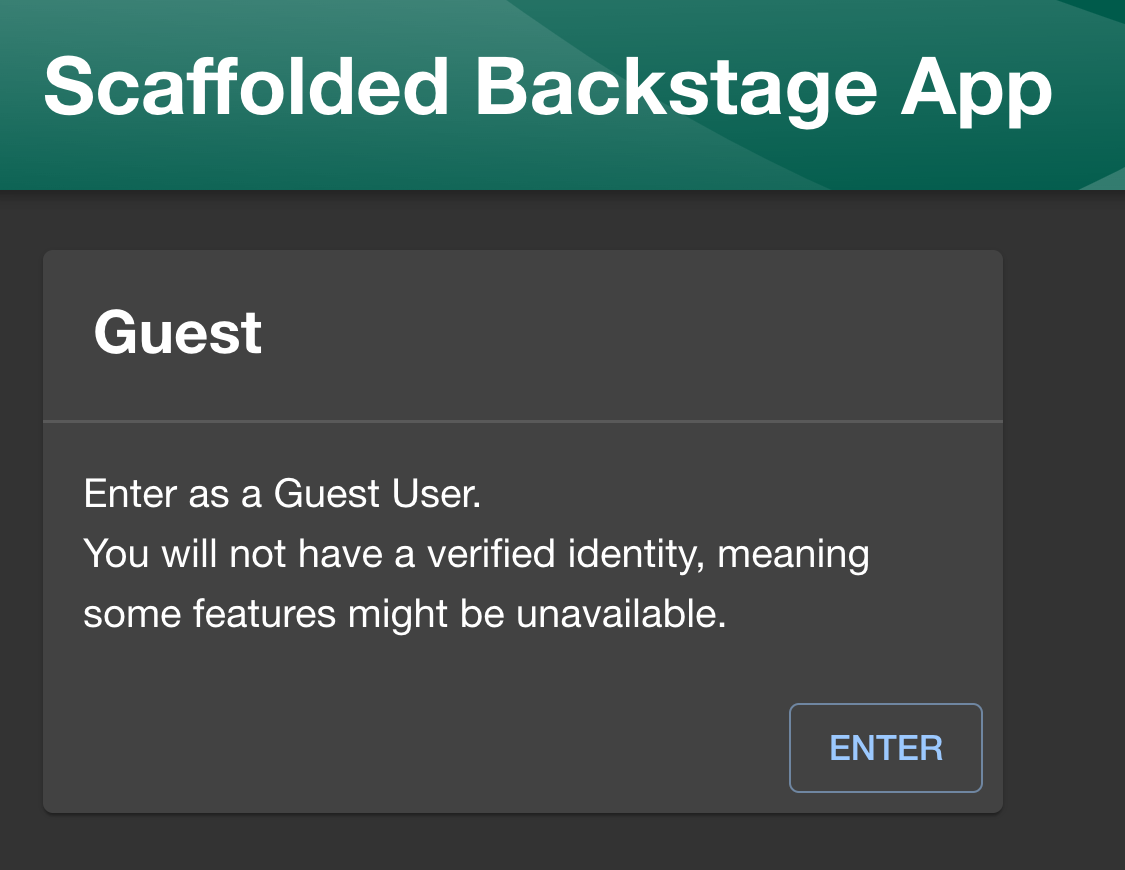 Scaffolded Backstage App
Guest
Enter as a Guest User.
You will not have a verified identity, meaning
some features might be unavailable.
ENTER